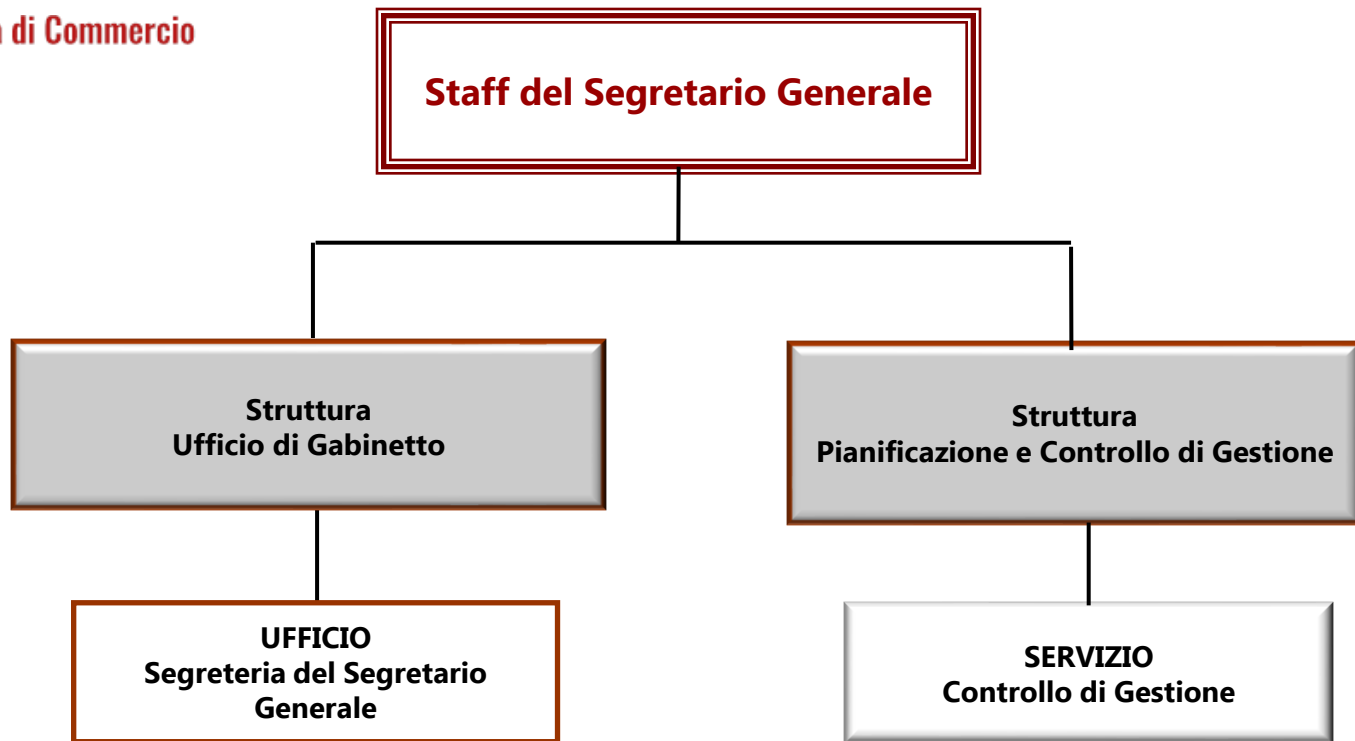 di Commercio
Staff del Segretario Generale
Struttura
Ufficio di Gabinetto
Struttura
Pianificazione e Controllo di Gestione
UFFICIO
Segreteria del Segretario
Generale
SERVIZIO
Controllo di Gestione